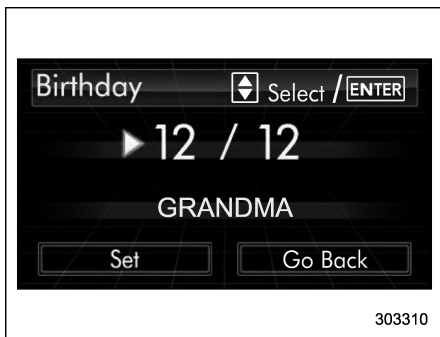 Birthday Select / ENTER
12 / 12
GRANDMA
Set Go Back
303310